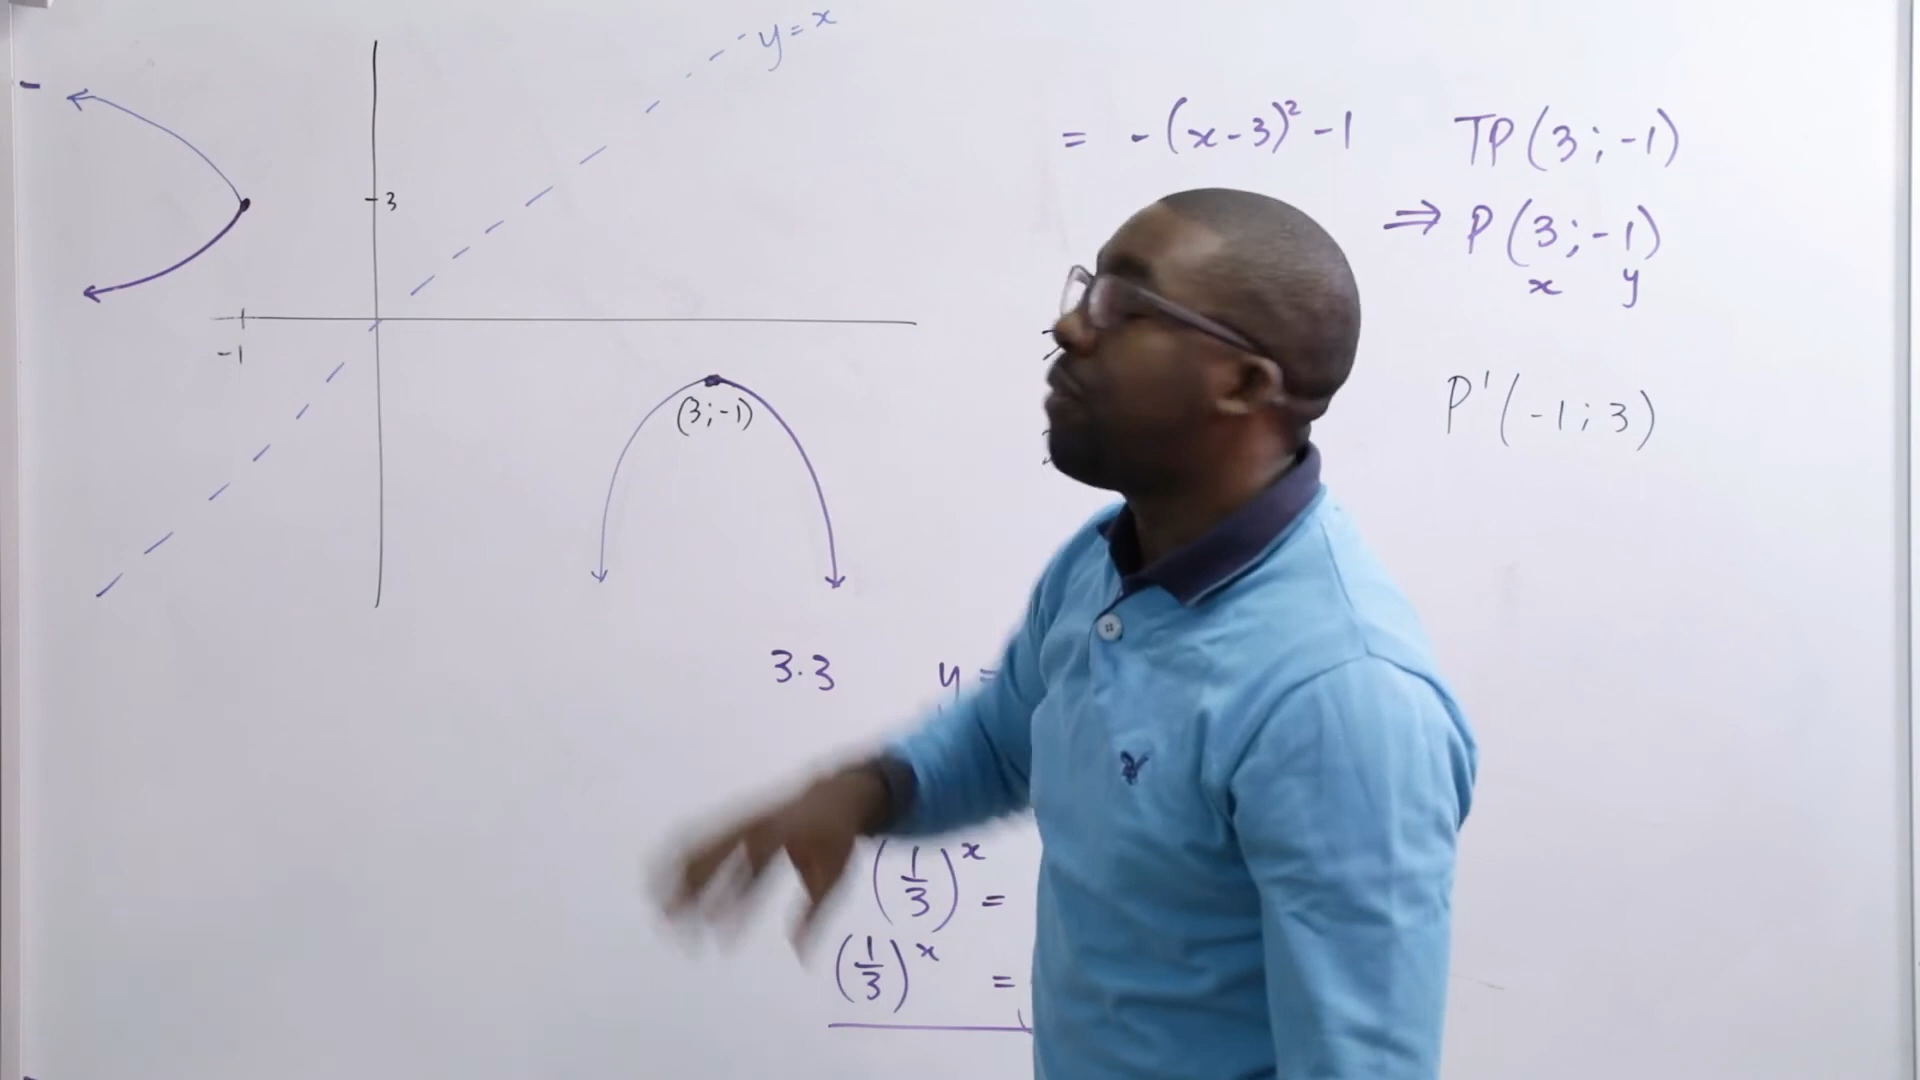 y = x
3
-1
(3;-1)
= -(x-3)² -1
TP(3;-1)
⇒ P(3;-1)
x y
P'(-1;3)
3.3 y =
(1/3)^x =
(1/3)^x =